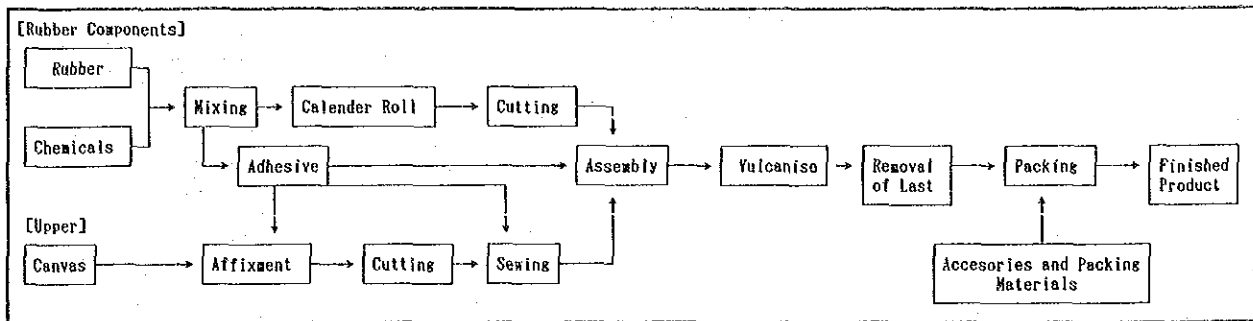 [Rubber Components]
Rubber
Mixing
Calender Roll
Cutting
Chemicals
Adhesive
Assembly
Vulcaniso
Removal
of Last
Packing
Finished
Product
[Upper]
Canvas
Affixment
Cutting
Sewing
Accesories and Packing
Materials